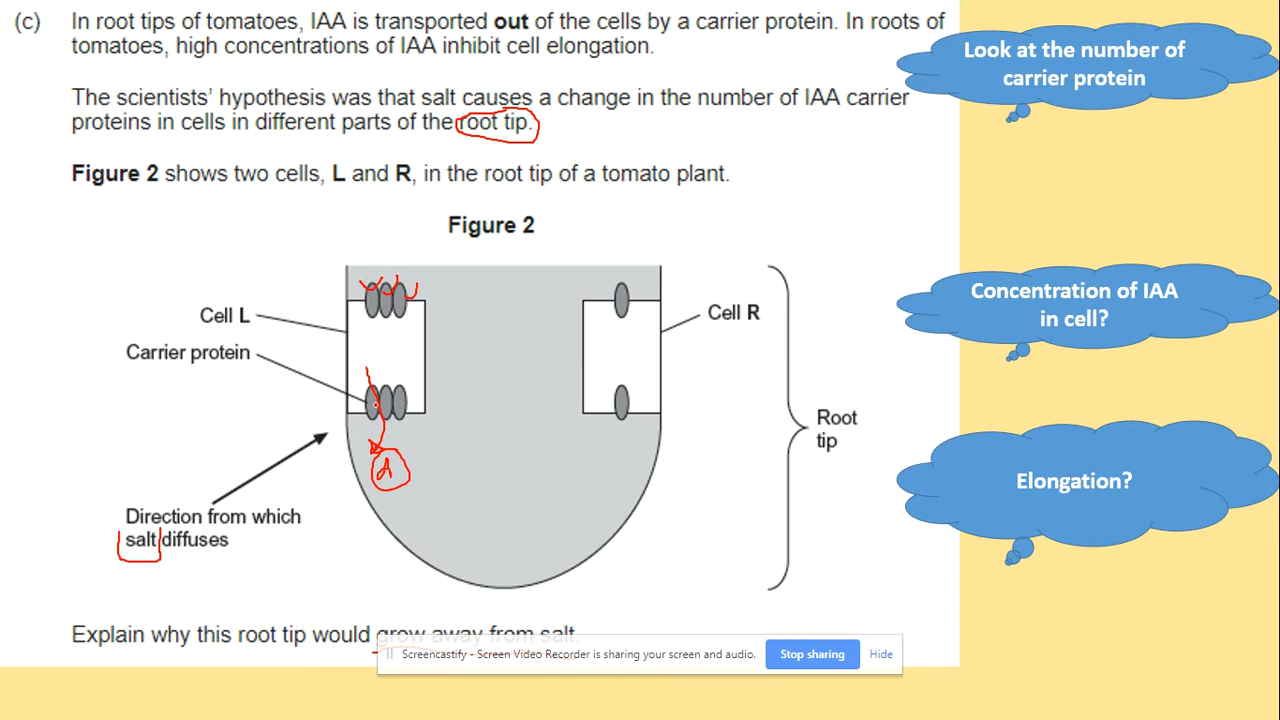 (c) In root tips of tomatoes, IAA is transported out of the cells by a carrier protein. In roots of
tomatoes, high concentrations of IAA inhibit cell elongation.
The scientists' hypothesis was that salt causes a change in the number of IAA carrier
proteins in cells in different parts of the root tip.
Figure 2 shows two cells, L and R, in the root tip of a tomato plant.
Figure 2
Cell L
Carrier protein
Cell R
Root
tip
A
Direction from which
salt diffuses
Explain why this root tip would grow away from salt.
Look at the number of
carrier protein
Concentration of IAA
in cell?
Elongation?
Screencastify - Screen Video Recorder is sharing your screen and audio.
Stop sharing
Hide